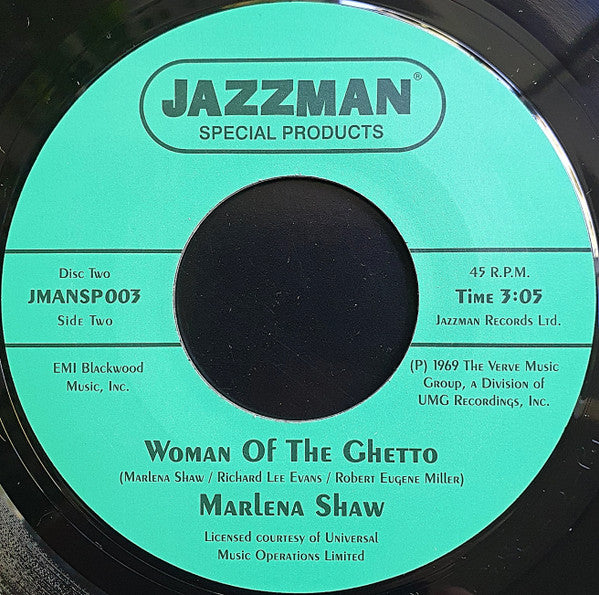 JAZZMAN®
SPECIAL PRODUCTS
Disc Two
JMANSP003
Side Two
45 R.P.M.
Time 3:05
Jazzman Records Ltd.
EMI Blackwood
Music, Inc.
(P) 1969 The Verve Music
Group, a Division of
UMG Recordings, Inc.
Woman Of The Ghetto
(Marlena Shaw / Richard Lee Evans / Robert Eugene Miller)
Marlena Shaw
Licensed courtesy of Universal
Music Operations Limited